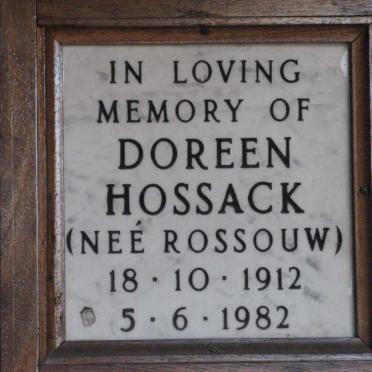 IN LOVING
MEMORY OF
DOREEN
HOSSACK
(NEÉ ROSSOUW)
18 · 10 · 1912
5 · 6 · 1982